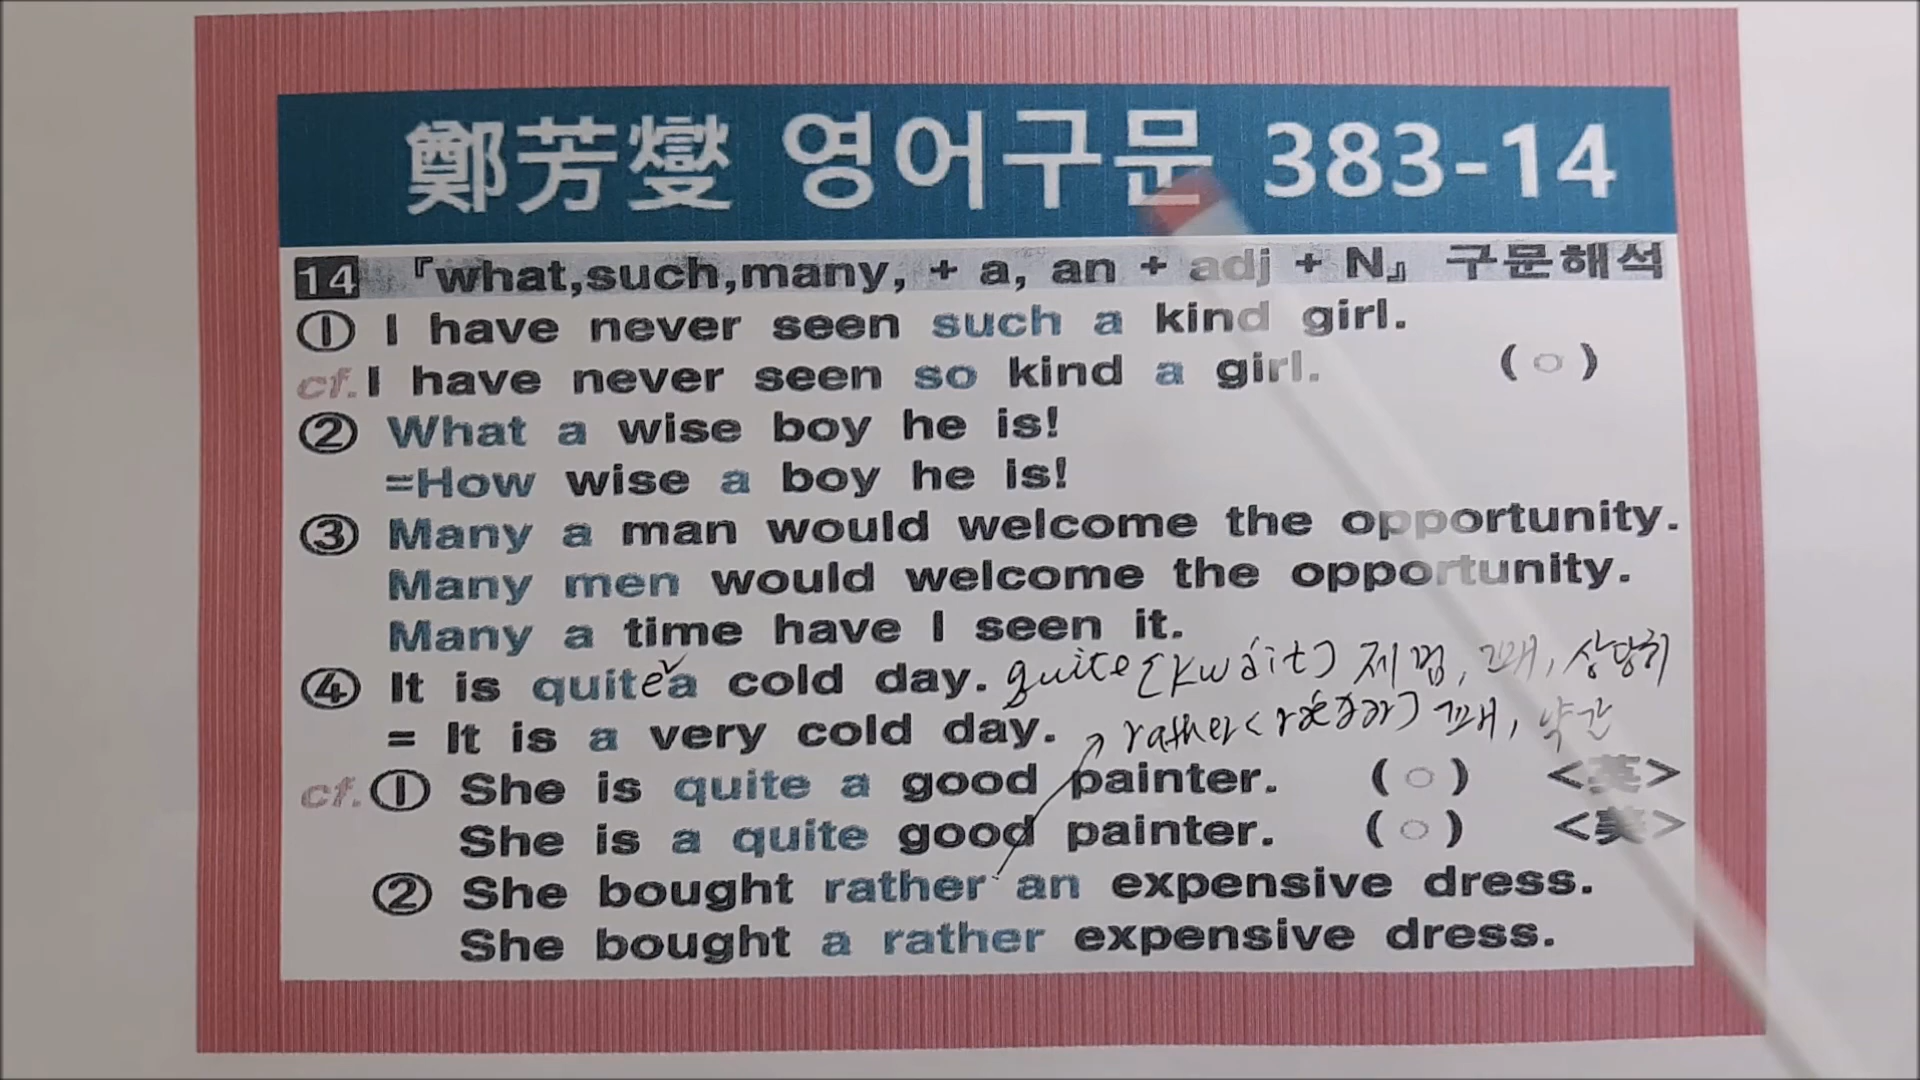 鄭芳燮 영어구문 383-14
14 『what,such,many, + a, an + adj + N』 구문해석
① I have never seen such a kind girl.
cf. I have never seen so kind a girl. ( ○ )
② What a wise boy he is!
=How wise a boy he is!
③ Many a man would welcome the opportunity.
Many men would welcome the opportunity.
Many a time have I seen it.
④ It is quite a cold day. quite [kwáit] 제법, 꽤, 상당히
= It is a very cold day. rather 꽤, 약간
cf. ① She is quite a good painter. ( ○ ) <英>
She is a quite good painter. ( ○ ) <美>
② She bought rather an expensive dress.
She bought a rather expensive dress.